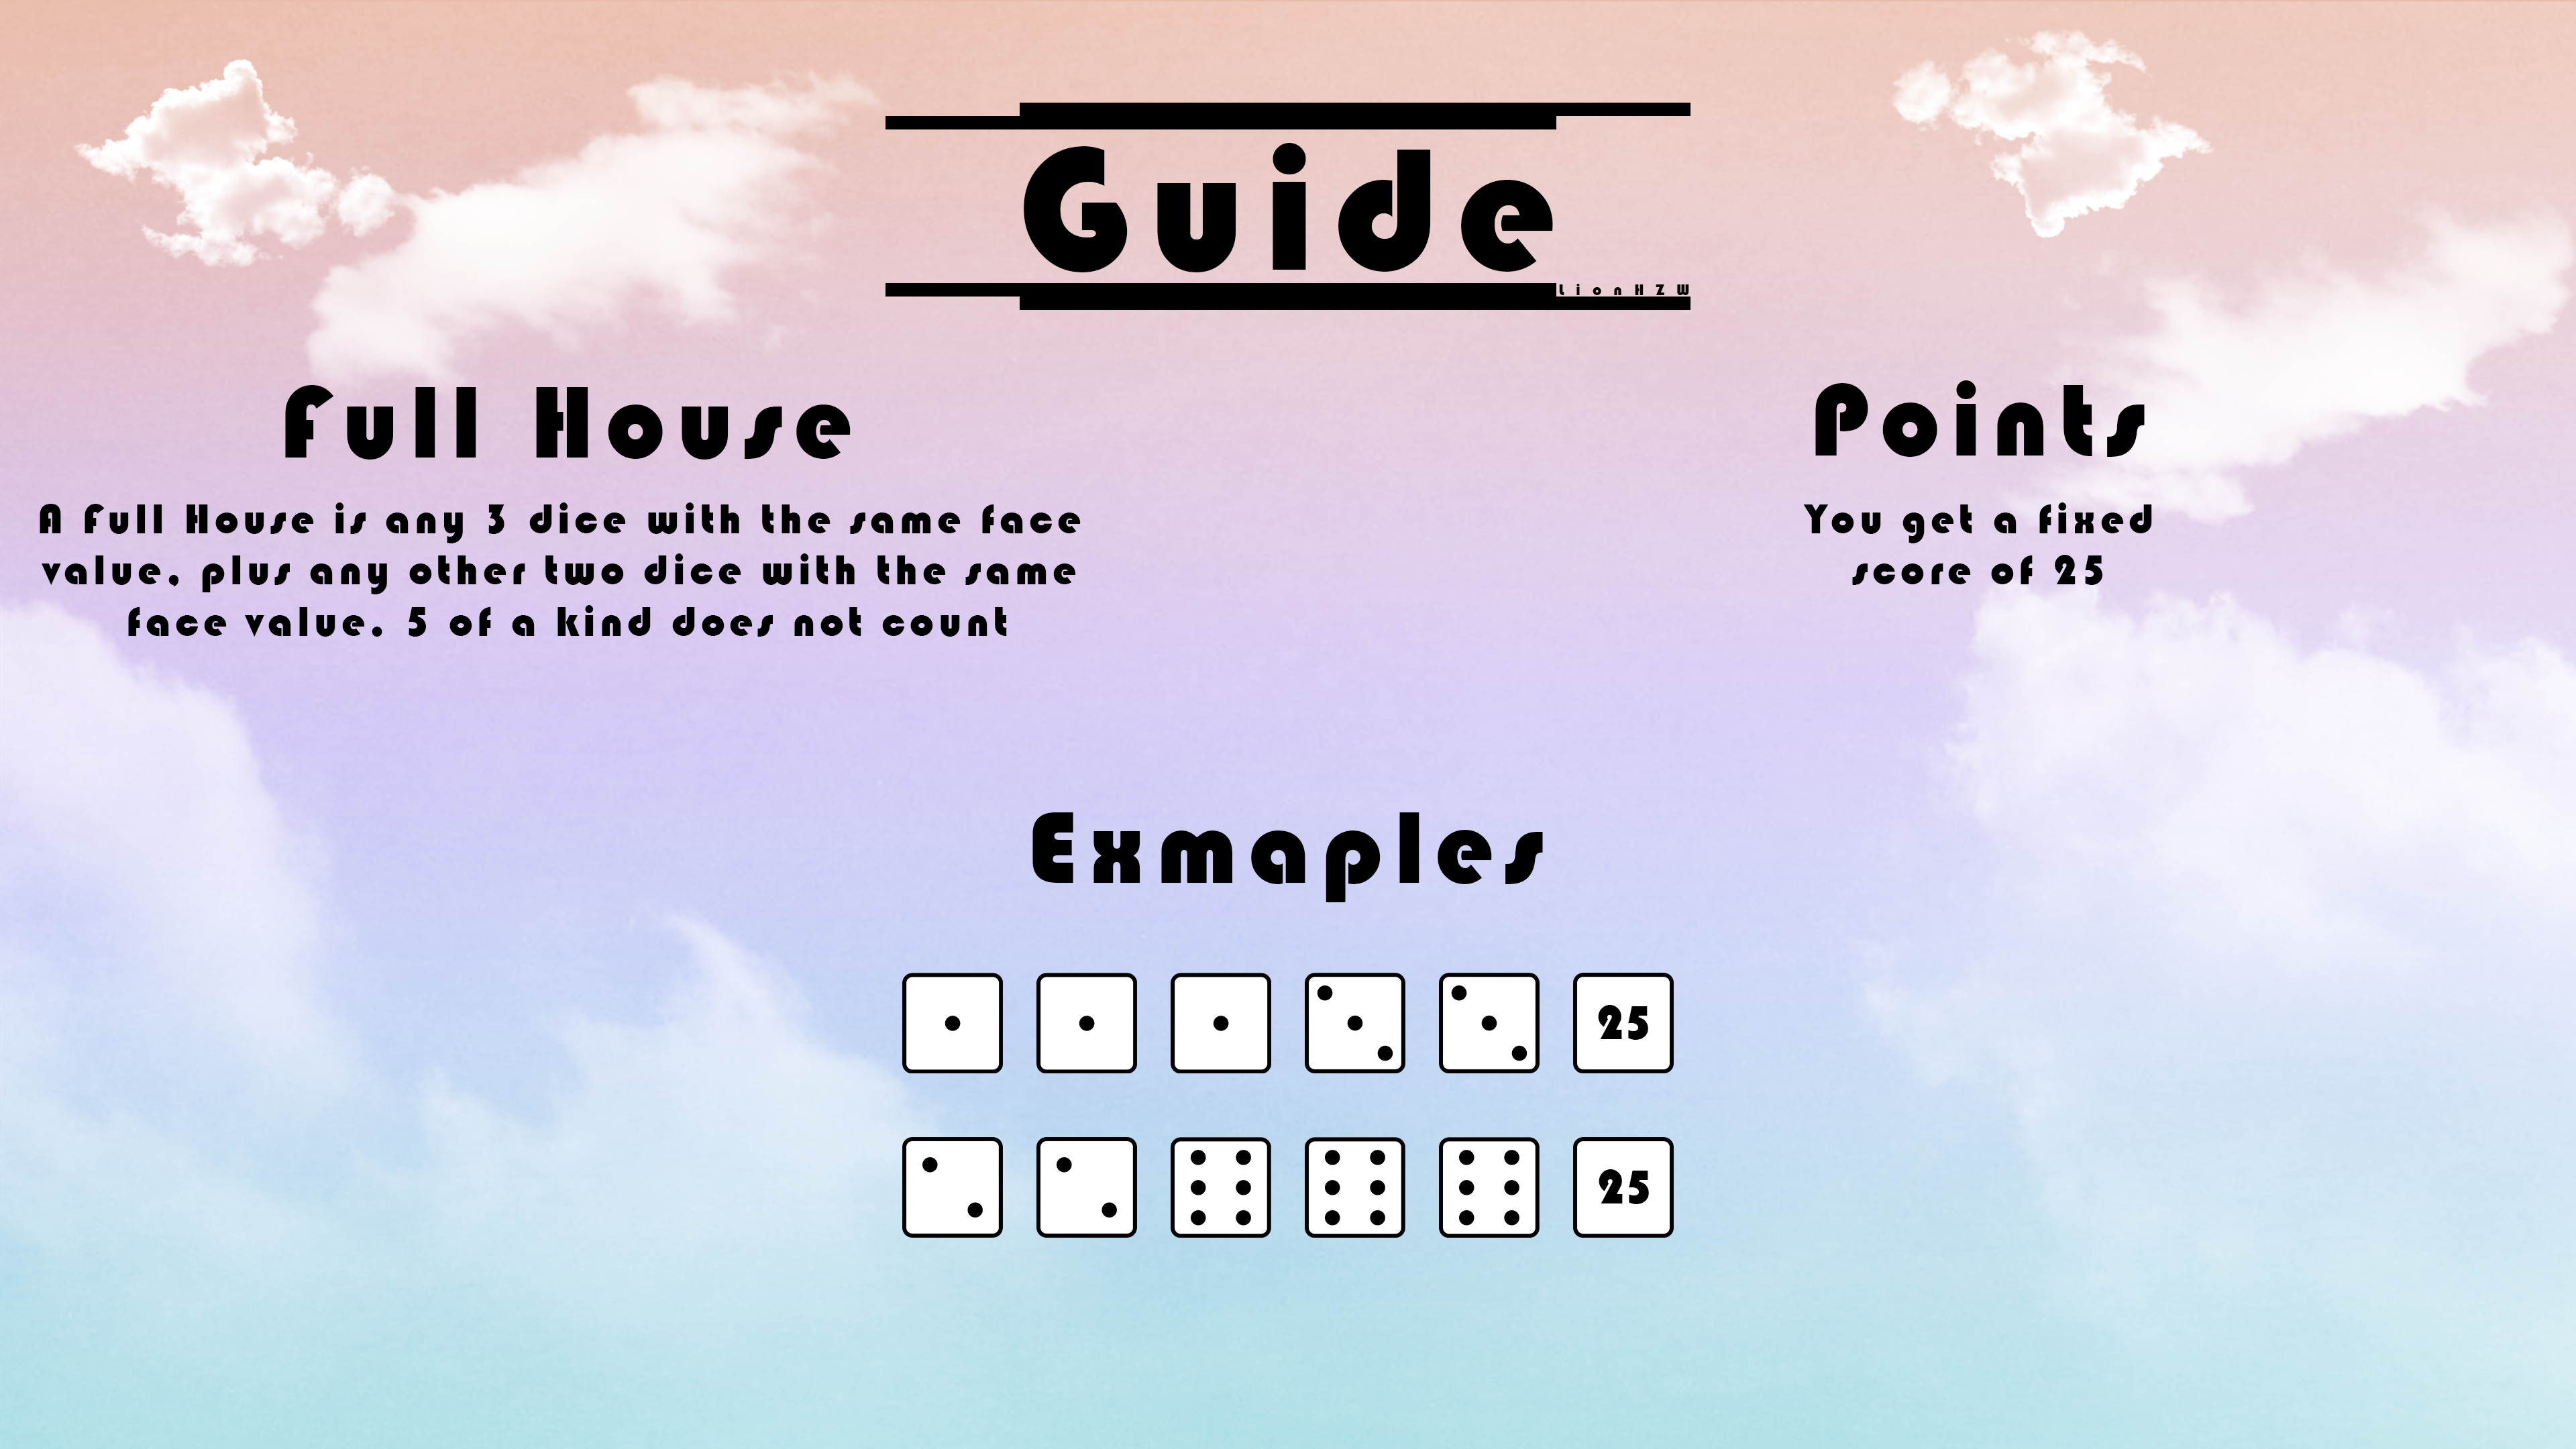 Guide
LionHZW
Full House
A Full House is any 3 dice with the same face
value, plus any other two dice with the same
face value. 5 of a kind does not count
Points
You get a fixed
score of 25
Exmaples
25
25